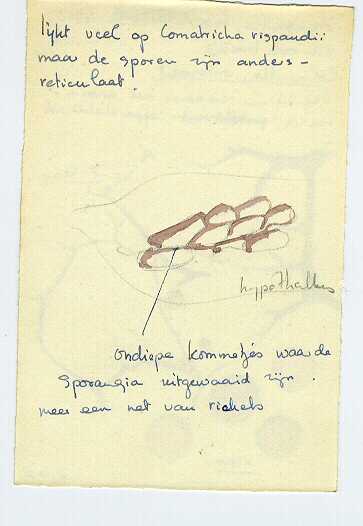 lijkt veel op Comatricha rispaudii
maar de sporen zijn anders -
reticulaat.
hypothallus
ondiepe kommetjes waar de
sporangia uitgewaaid zijn.
meer een net van richels